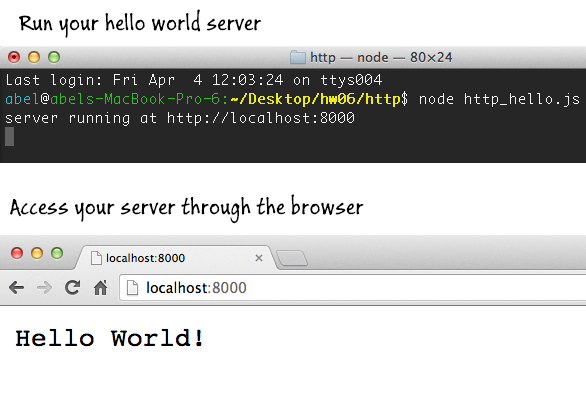 Run your hello world server
http — node — 80×24
Last login: Fri Apr  4 12:03:24 on ttys004
abel@abels-MacBook-Pro-6:~/Desktop/hw06/http$ node http_hello.js
server running at http://localhost:8000
Access your server through the browser
localhost:8000
localhost:8000
Hello World!